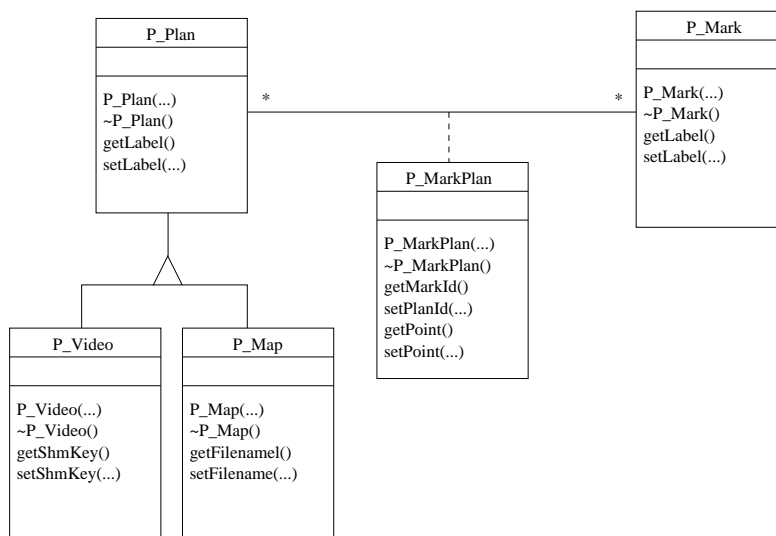 P_Plan
P_Plan(...)
~P_Plan()
getLabel()
setLabel(...)
*
*
P_Mark
P_Mark(...)
~P_Mark()
getLabel()
setLabel(...)
P_MarkPlan
P_MarkPlan(...)
~P_MarkPlan()
getMarkId()
setPlanId(...)
getPoint()
setPoint(...)
P_Video
P_Video(...)
~P_Video()
getShmKey()
setShmKey(...)
P_Map
P_Map(...)
~P_Map()
getFilenamel()
setFilename(...)